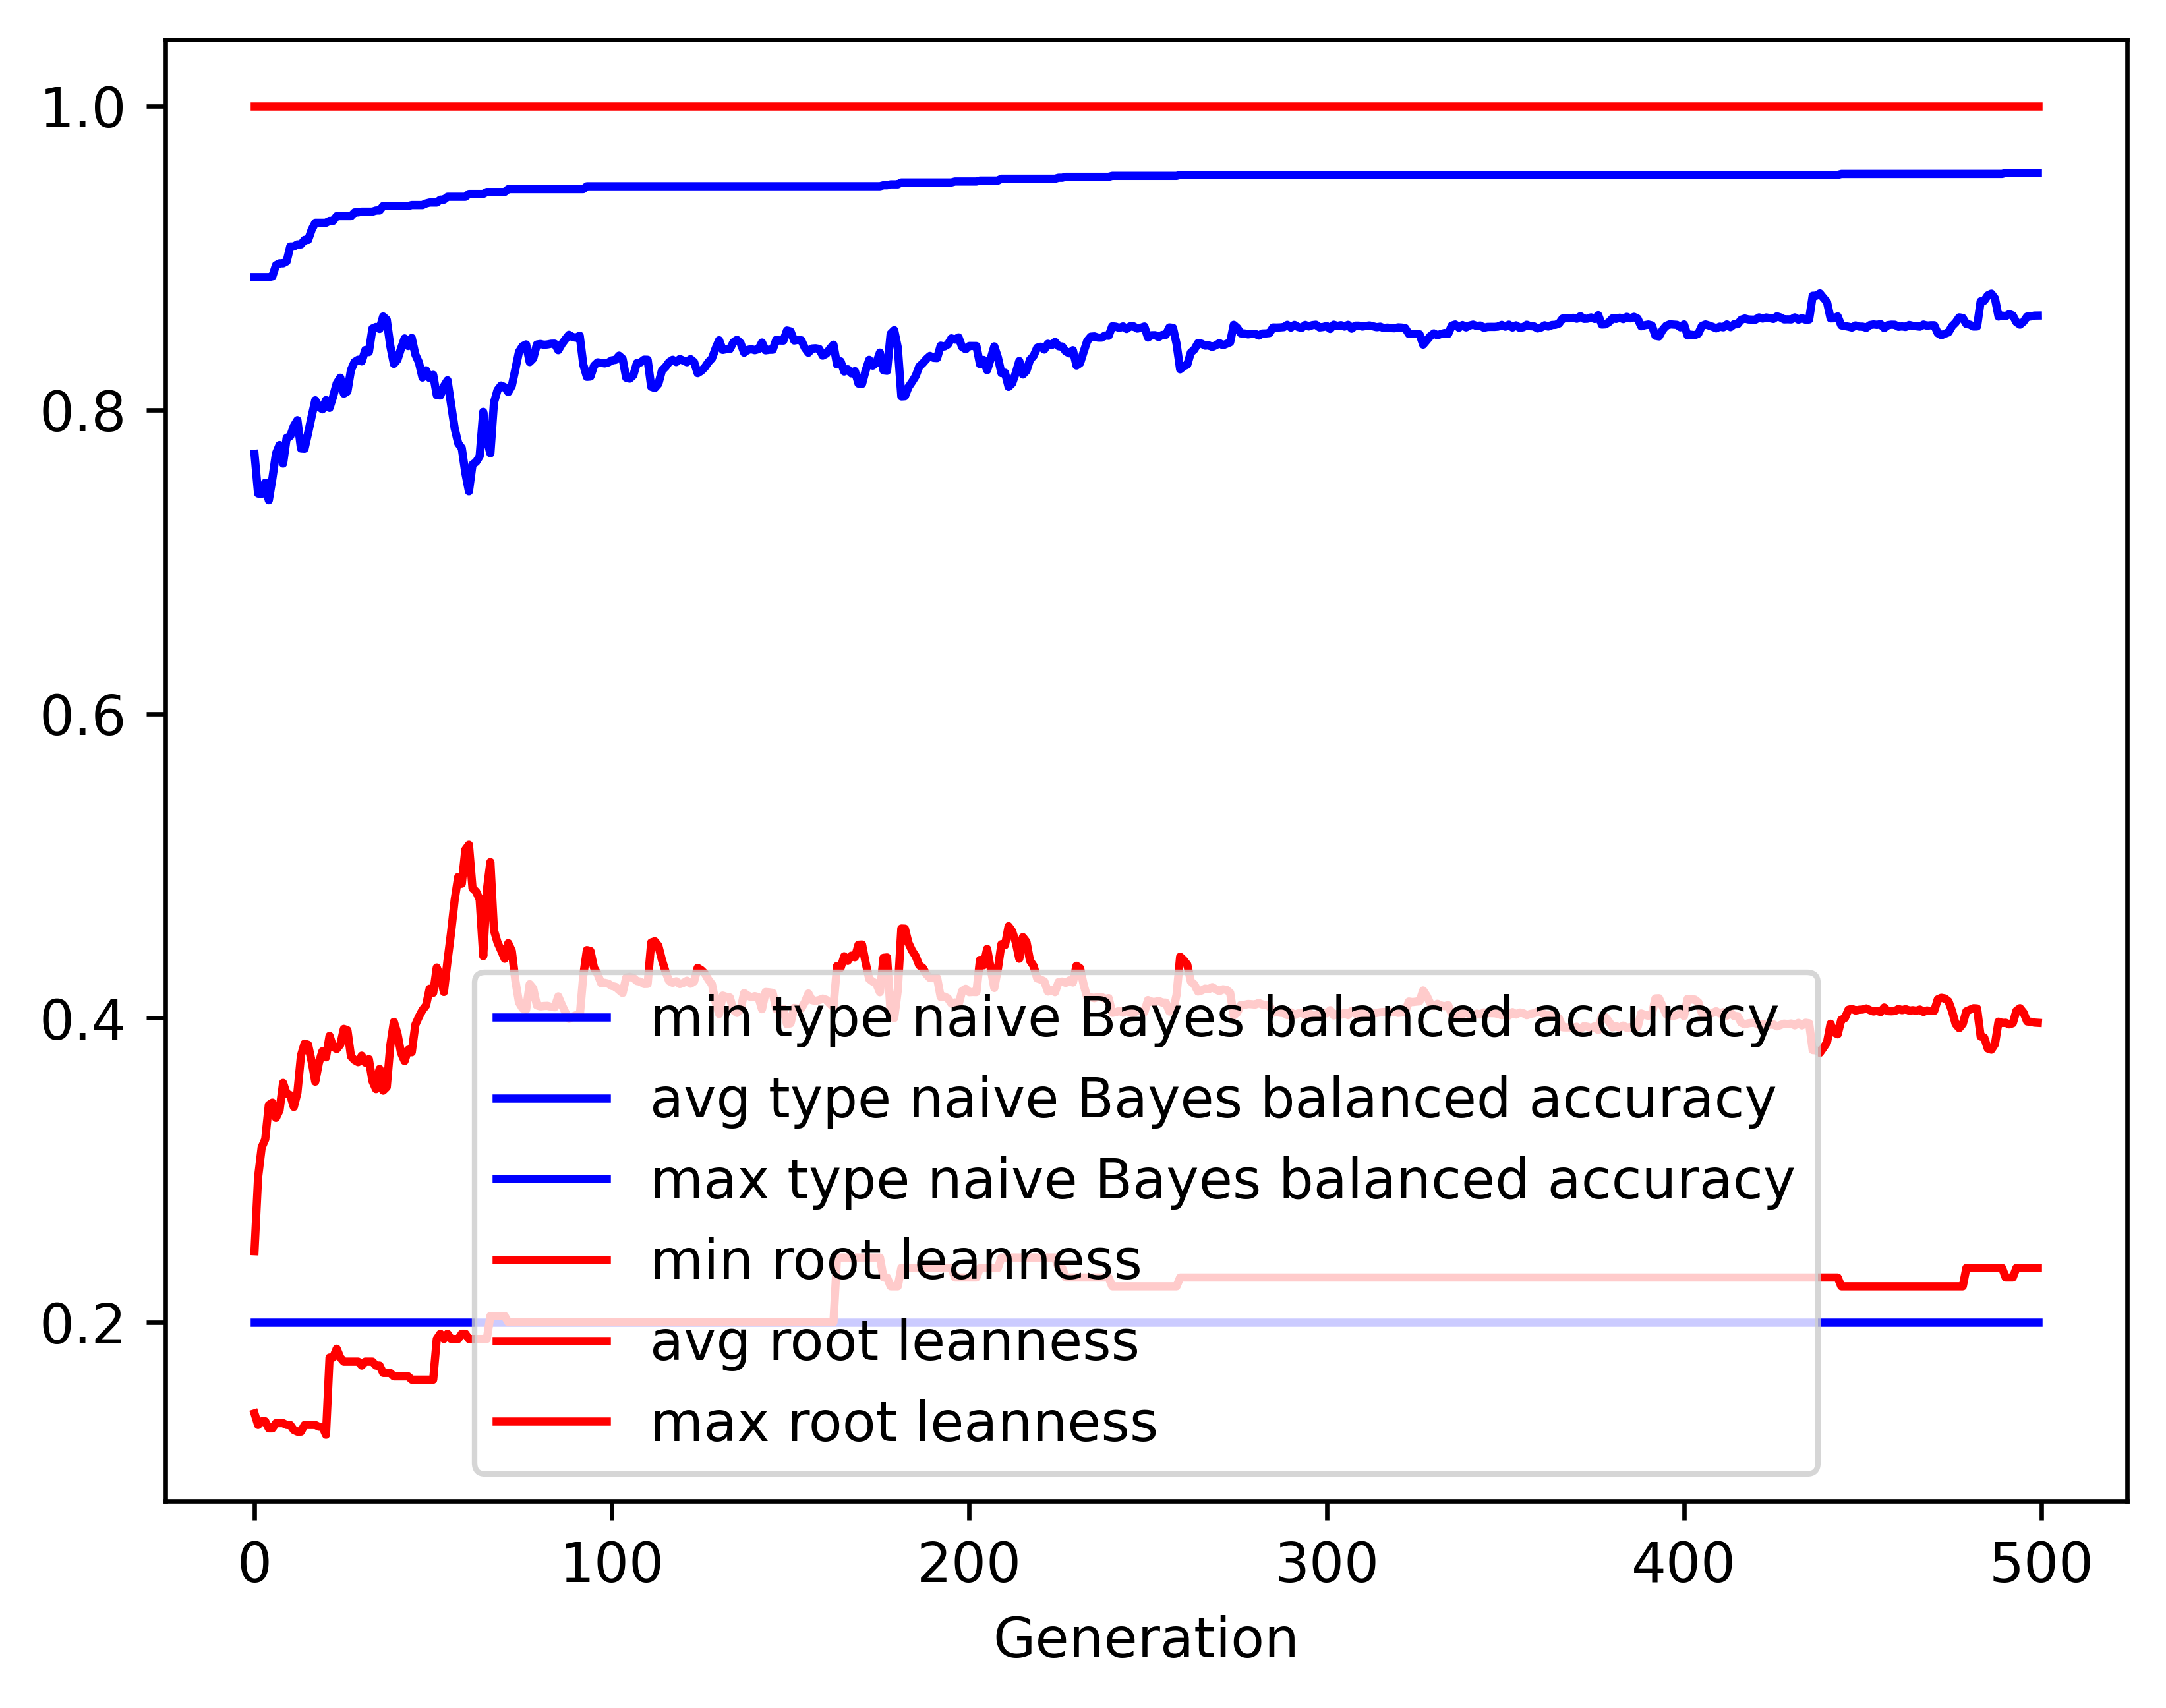 1.0
0.8
0.6
0.4
0.2
min type naive Bayes balanced accuracy
avg type naive Bayes balanced accuracy
max type naive Bayes balanced accuracy
min root leanness
avg root leanness
max root leanness
0 100 200 300 400 500
Generation